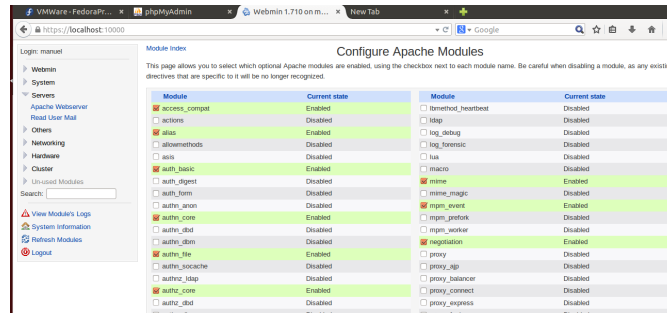 VMWare - FedoraPr... × phpMyAdmin × Webmin 1.710 on m... × New Tab ×
https://localhost:10000 Google
Login: manuel
Webmin
System
Servers
Apache Webserver
Read User Mail
Others
Networking
Hardware
Cluster
Un-used Modules
Search:
View Module's Logs
System Information
Refresh Modules
Logout
Module Index
Configure Apache Modules
This page allows you to select which optional Apache modules are enabled, using the checkbox next to each module name. Be careful when disabling a module, as any existi
directives that are specific to it will be no longer recognized.
Module Current state
access_compat Enabled
actions Disabled
alias Enabled
allowmethods Disabled
asis Disabled
auth_basic Enabled
auth_digest Disabled
auth_form Disabled
authn_anon Disabled
authn_core Enabled
authn_dbd Disabled
authn_dbm Disabled
authn_file Enabled
authn_socache Disabled
authnz_ldap Disabled
authz_core Enabled
authz_dbd Disabled
Module Current state
lbmethod_heartbeat Disabled
ldap Disabled
log_debug Disabled
log_forensic Disabled
lua Disabled
macro Disabled
mime Enabled
mime_magic Disabled
mpm_event Enabled
mpm_prefork Disabled
mpm_worker Disabled
negotiation Enabled
proxy Disabled
proxy_ajp Disabled
proxy_balancer Disabled
proxy_connect Disabled
proxy_express Disabled